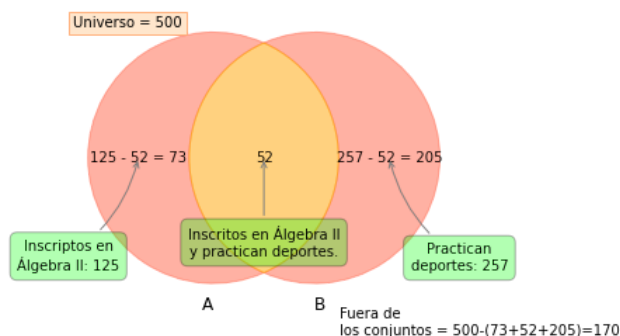 Universo = 500
125 - 52 = 73
52
257 - 52 = 205
Inscriptos en
Álgebra II: 125
Inscritos en Álgebra II
y practican deportes.
Practican
deportes: 257
A
B
Fuera de
los conjuntos = 500-(73+52+205)=170